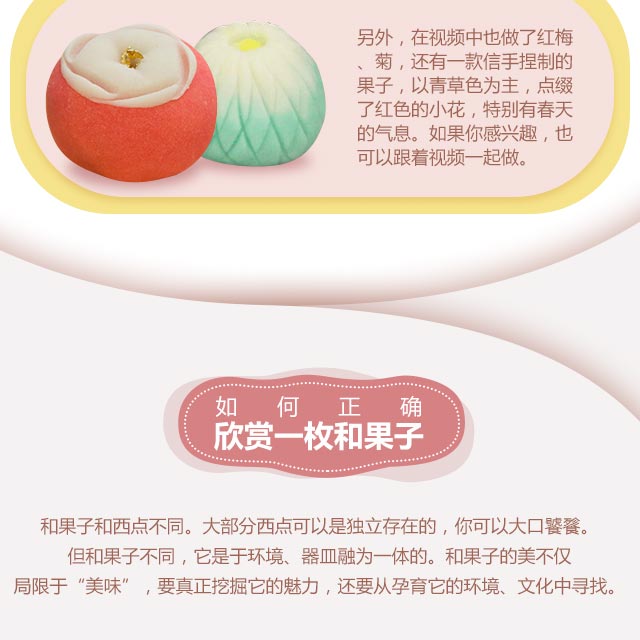 另外，在视频中也做了红梅
、菊，还有一款信手捏制的
果子，以青草色为主，点缀
了红色的小花，特别有春天
的气息。如果你感兴趣，也
可以跟着视频一起做。
如何正确
欣赏一枚和果子
和果子和西点不同。大部分西点可以是独立存在的，你可以大口饕餮。
但和果子不同，它是于环境、器皿融为一体的。和果子的美不仅
局限于“美味”，要真正挖掘它的魅力，还要从孕育它的环境、文化中寻找。